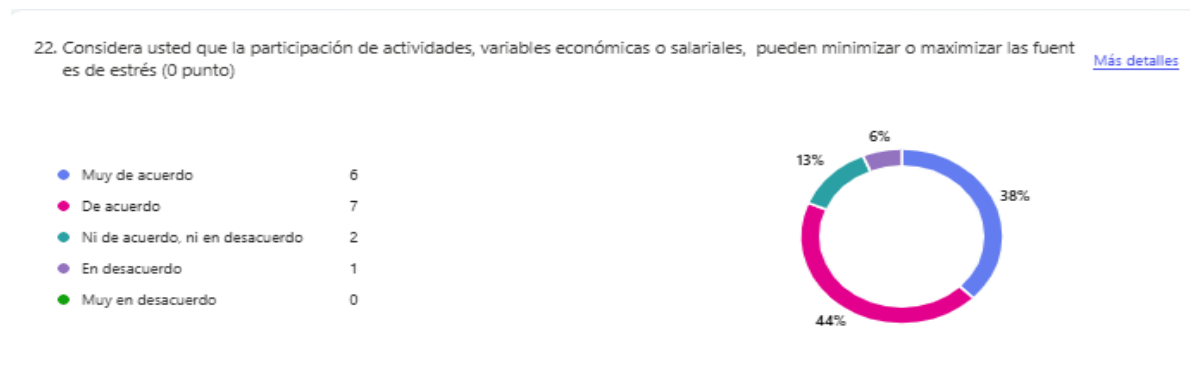 22. Considera usted que la participación de actividades, variables económicas o salariales, pueden minimizar o maximizar las fuent
es de estrés (0 punto)
Más detalles
6%
13%
38%
44%
Muy de acuerdo 6
De acuerdo 7
Ni de acuerdo, ni en desacuerdo 2
En desacuerdo 1
Muy en desacuerdo 0